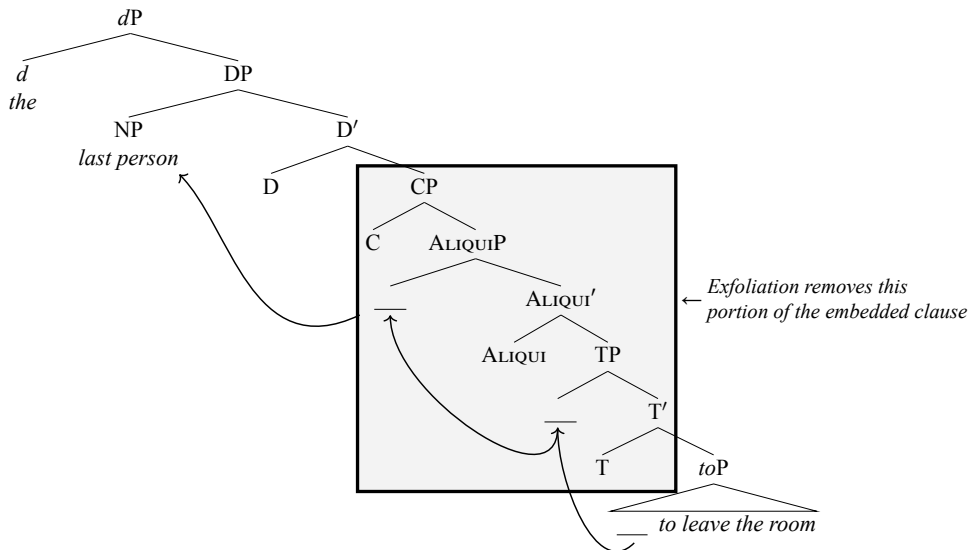 dP
d
the
DP
NP
last person
D′
D
CP
C
ALIQUIP
ALIQUI′
ALIQUI
TP
T′
T
toP
to leave the room
← Exfoliation removes this
portion of the embedded clause